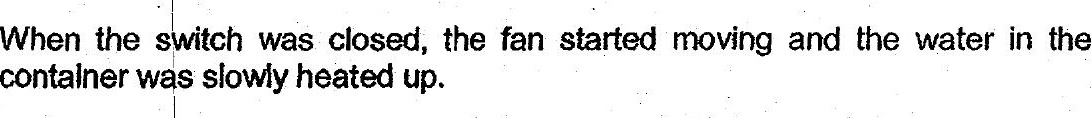 When the switch was closed, the fan started moving and the water in the
container was slowly heated up.